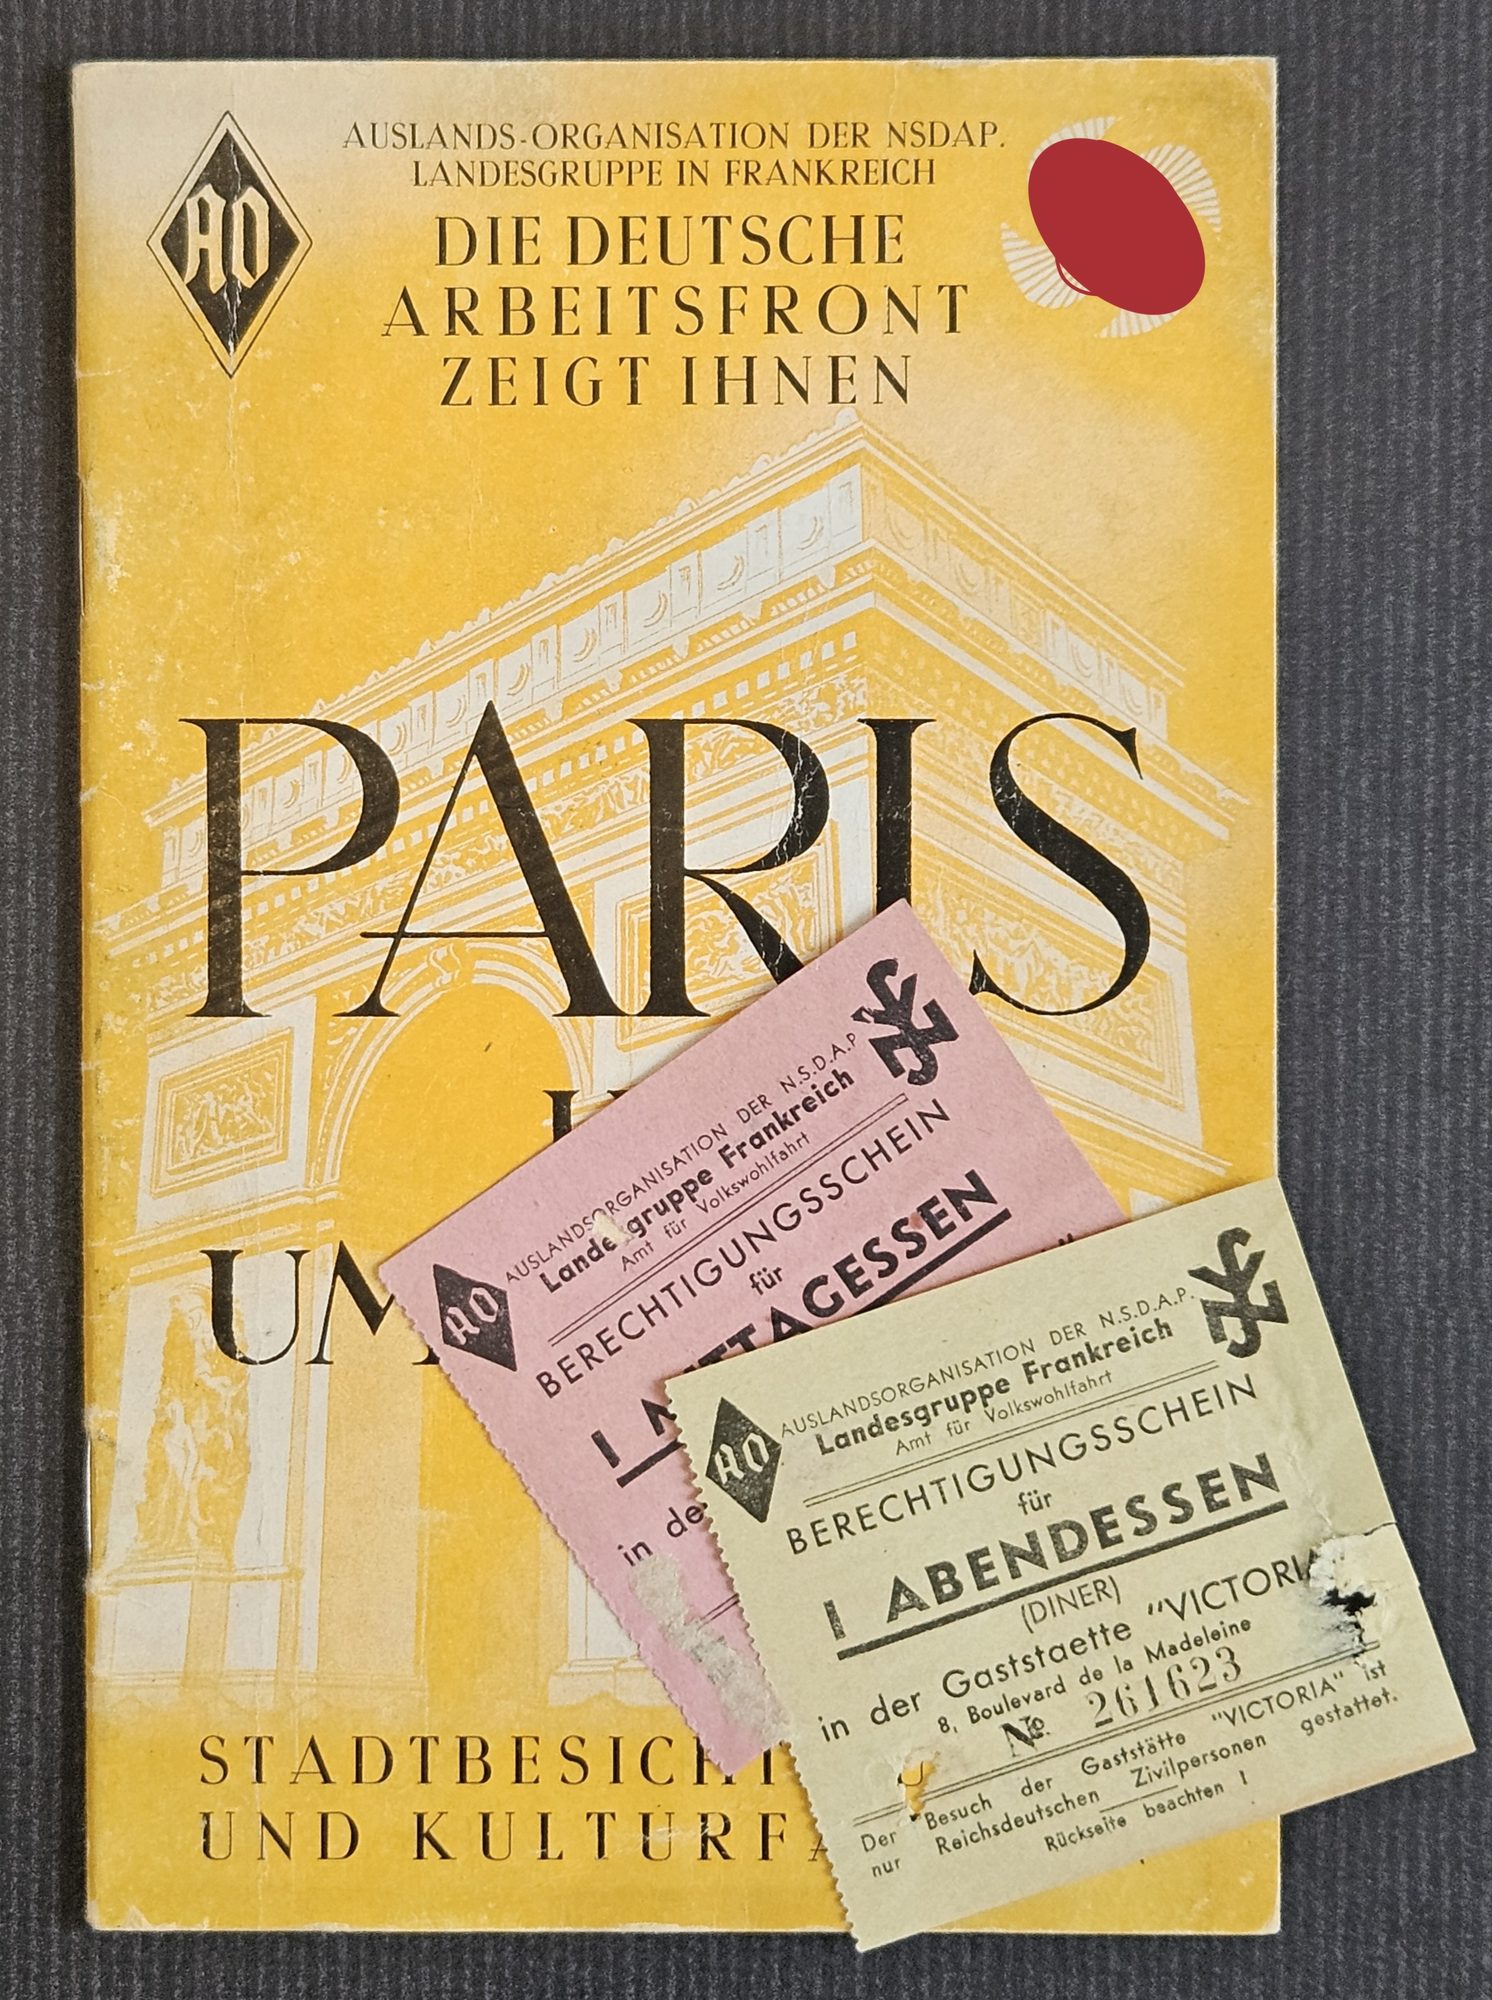 AO
AUSLANDS-ORGANISATION DER NSDAP.
LANDESGRUPPE IN FRANKREICH
DIE DEUTSCHE
ARBEITSFRONT
ZEIGT IHNEN
PARIS
STADTBESICHT
UND KULTURF
AO
AUSLANDSORGANISATION DER N.S.D.A.P
Landesgruppe Frankreich
Amt für Volkswohlfahrt
BERECHTIGUNGSSCHEIN
für
in
AO
AUSLANDSORGANISATION DER N.S.D.A.P.
Landesgruppe Frankreich
Amt für Volkswohlfahrt
BERECHTIGUNGSSCHEIN
für
1 ABENDESSEN
(DINER)
in der Gaststaette "VICTORIA
8, Boulevard de la Madeleine
No. 261623
Der Besuch der Gaststätte "VICTORIA" ist
nur Reichsdeutschen Zivilpersonen gestattet.
Rückseite beachten !